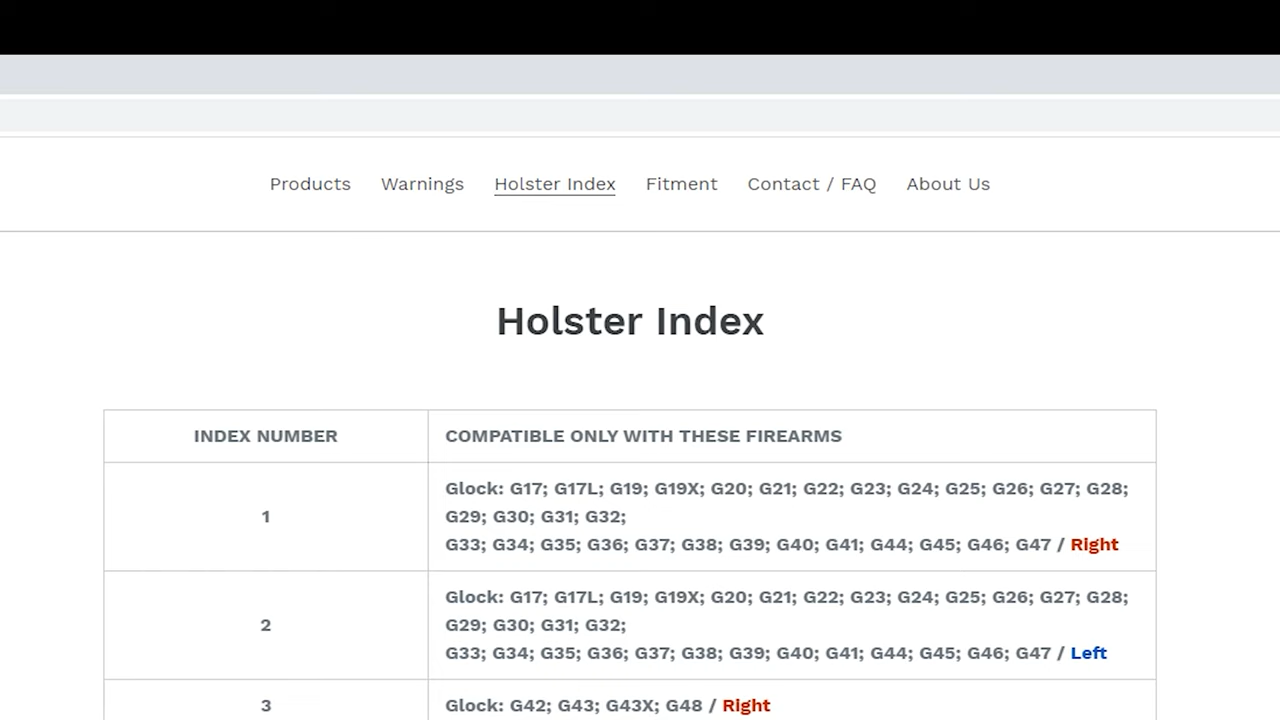 Products Warnings Holster Index Fitment Contact / FAQ About Us
Holster Index
INDEX NUMBER COMPATIBLE ONLY WITH THESE FIREARMS
Glock: G17; G17L; G19; G19X; G20; G21; G22; G23; G24; G25; G26; G27; G28;
G29; G30; G31; G32;
1
G33; G34; G35; G36; G37; G38; G39; G40; G41; G44; G45; G46; G47 / Right
Glock: G17; G17L; G19; G19X; G20; G21; G22; G23; G24; G25; G26; G27; G28;
G29; G30; G31; G32;
2
G33; G34; G35; G36; G37; G38; G39; G40; G41; G44; G45; G46; G47 / Left
3 Glock: G42; G43; G43X; G48 / Right